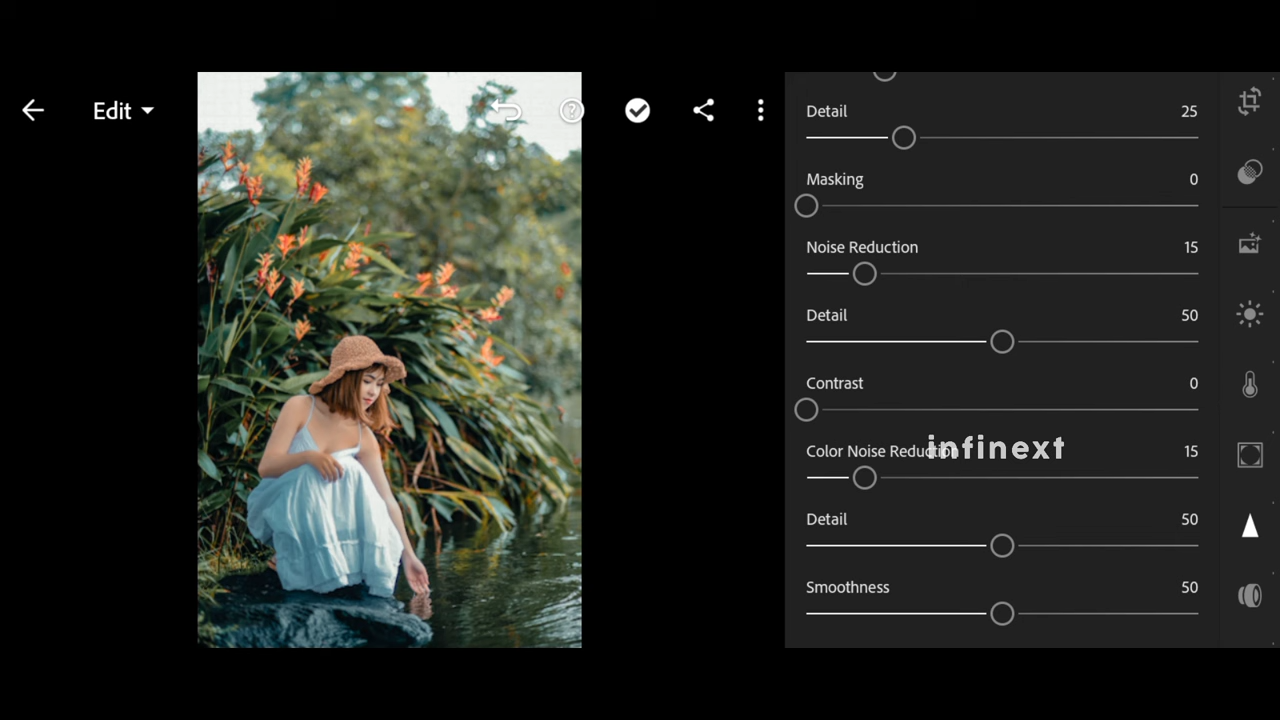 Edit
Detail 25
Masking 0
Noise Reduction 15
Detail 50
Contrast 0
Color Noise Reduction 15
infinext
Detail 50
Smoothness 50